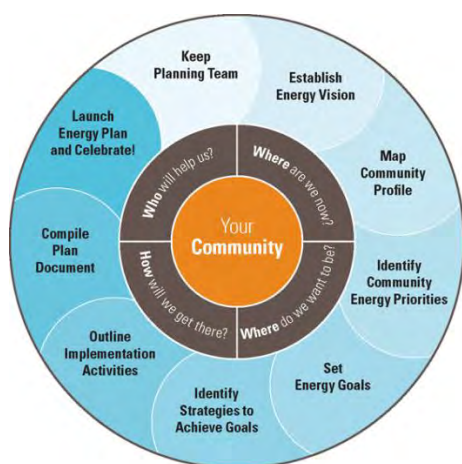 Keep
Planning Team
Establish
Energy Vision
Map
Community
Profile
Identify
Community
Energy Priorities
Set
Energy Goals
Identify
Strategies to
Achieve Goals
Outline
Implementation
Activities
Compile
Plan
Document
Launch
Energy Plan
and Celebrate!
Who will help us?
Where are we now?
Where do we want to be?
How will we get there?
Your
Community